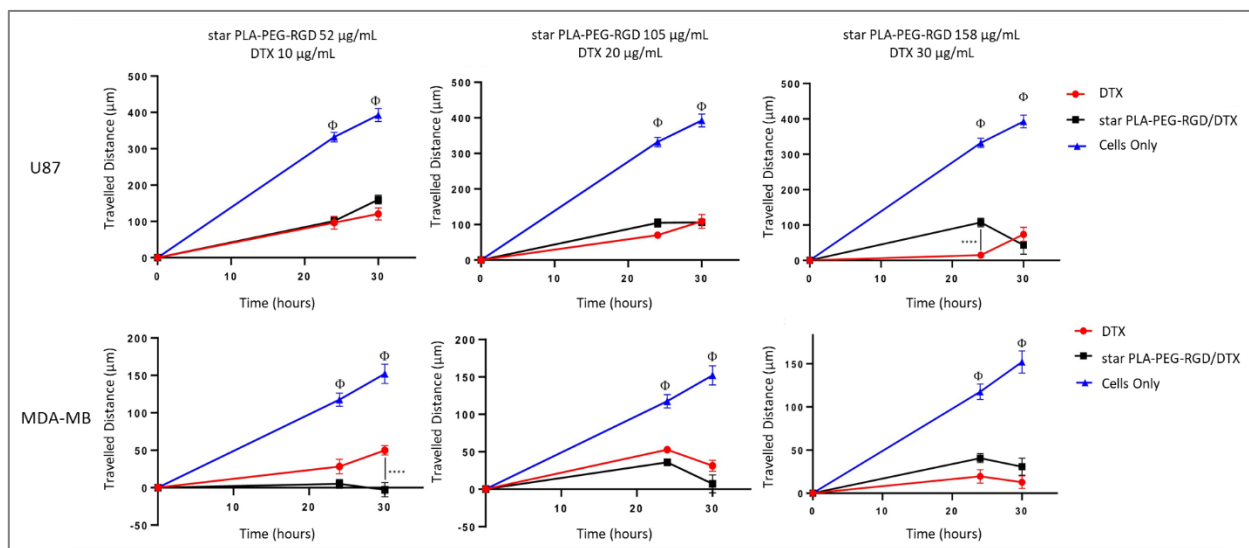 star PLA-PEG-RGD 52 µg/mL
DTX 10 µg/mL
star PLA-PEG-RGD 105 µg/mL
DTX 20 µg/mL
star PLA-PEG-RGD 158 µg/mL
DTX 30 µg/mL
U87
Travelled Distance (µm)
500
400
300
200
100
0
Φ
Φ
0 10 20 30
Time (hours)
Travelled Distance (µm)
500
400
300
200
100
0
Φ
Φ
0 10 20 30
Time (hours)
Travelled Distance (µm)
500
400
300
200
100
0
Φ
Φ
****
0 10 20 30
Time (hours)
DTX
star PLA-PEG-RGD/DTX
Cells Only
MDA-MB
Travelled Distance (µm)
200
150
100
50
0
-50
Φ
Φ
****
10 20 30
Time (hours)
Travelled Distance (µm)
200
150
100
50
0
-50
Φ
Φ
10 20 30
Time (hours)
Travelled Distance (µm)
150
100
50
0
Φ
Φ
0 10 20 30
Time (hours)
DTX
star PLA-PEG-RGD/DTX
Cells Only